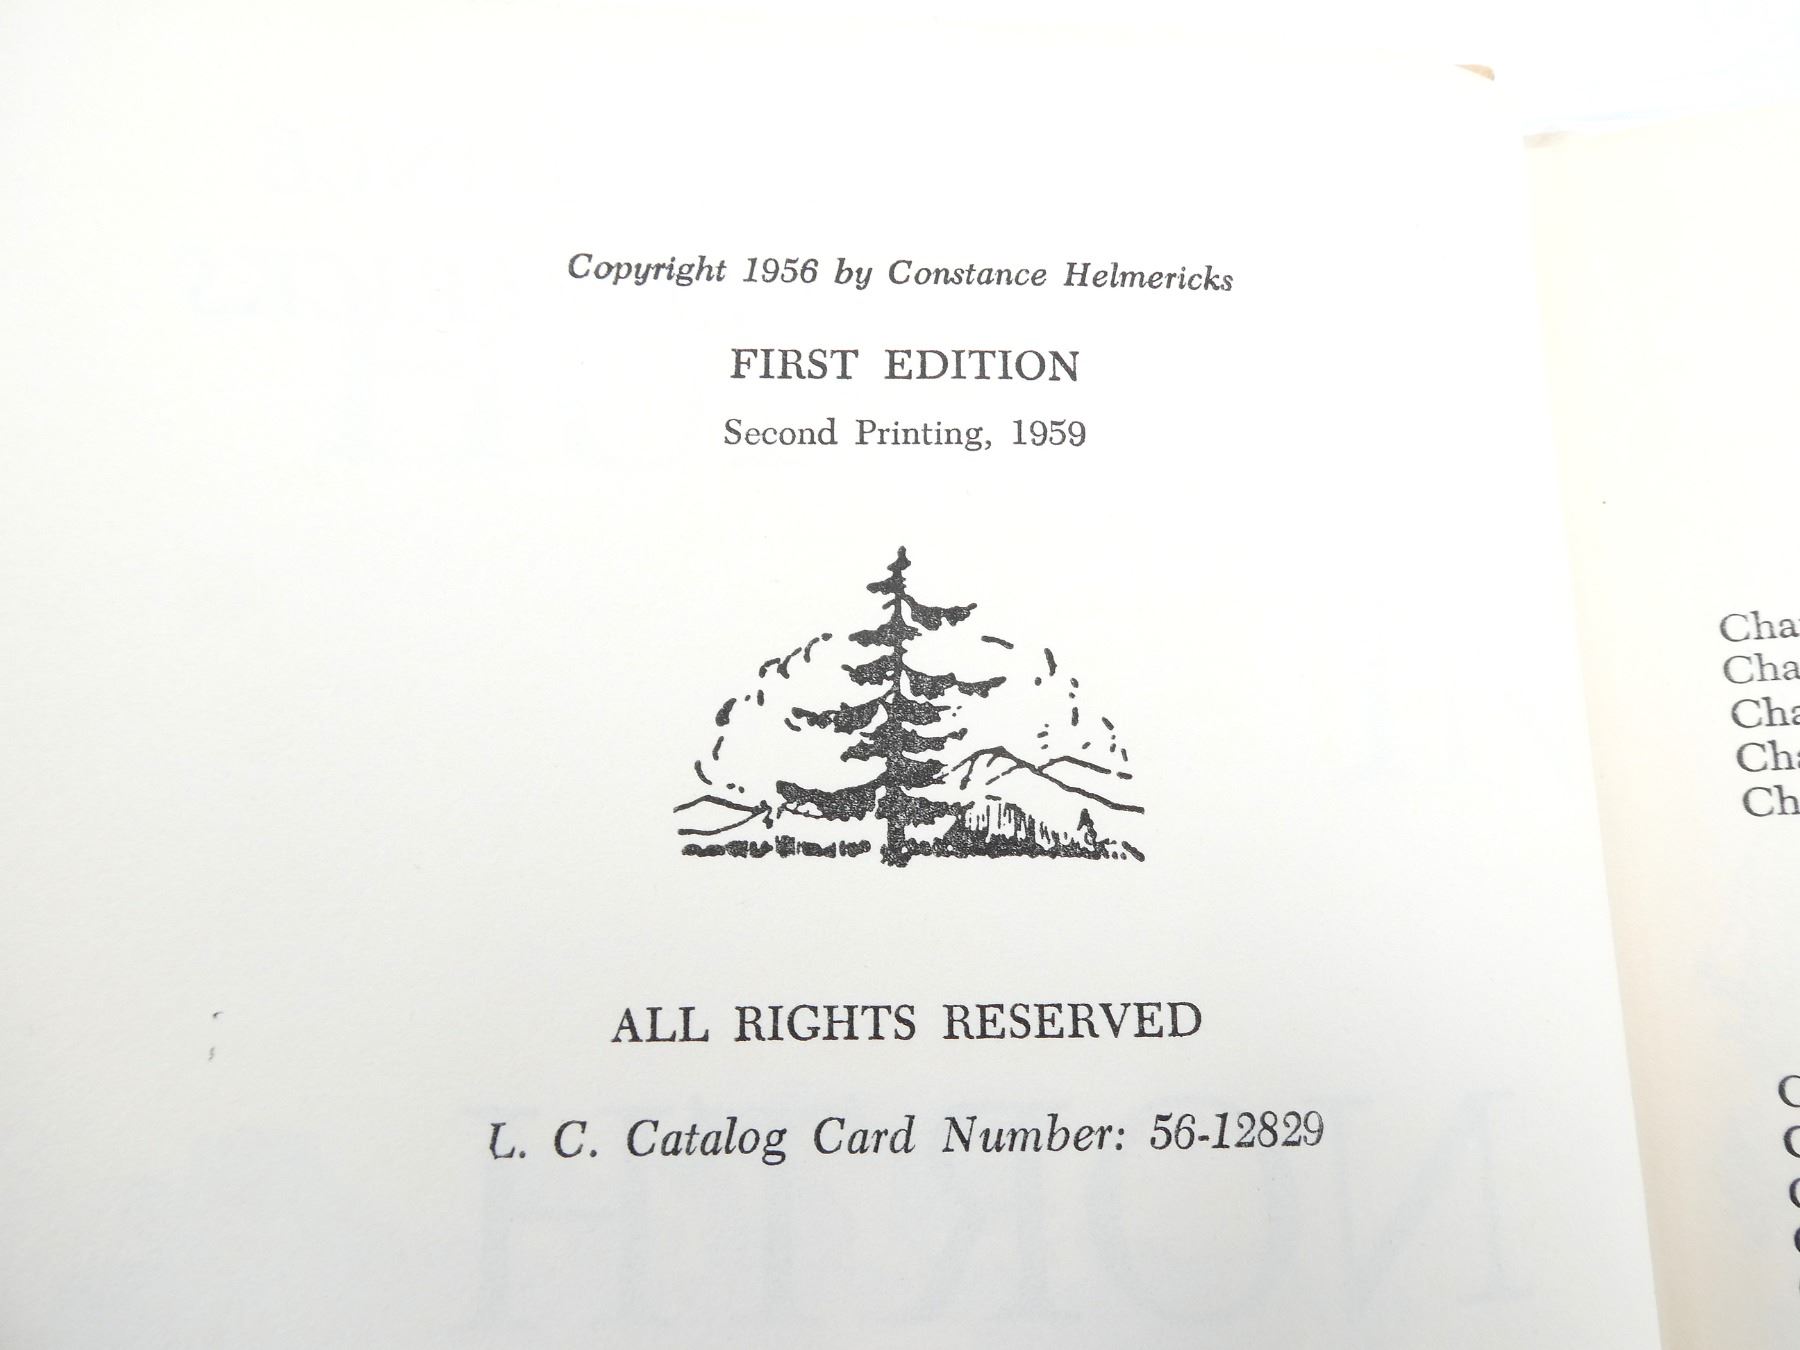 Copyright 1956 by Constance Helmericks
FIRST EDITION
Second Printing, 1959
ALL RIGHTS RESERVED
L. C. Catalog Card Number: 56-12829